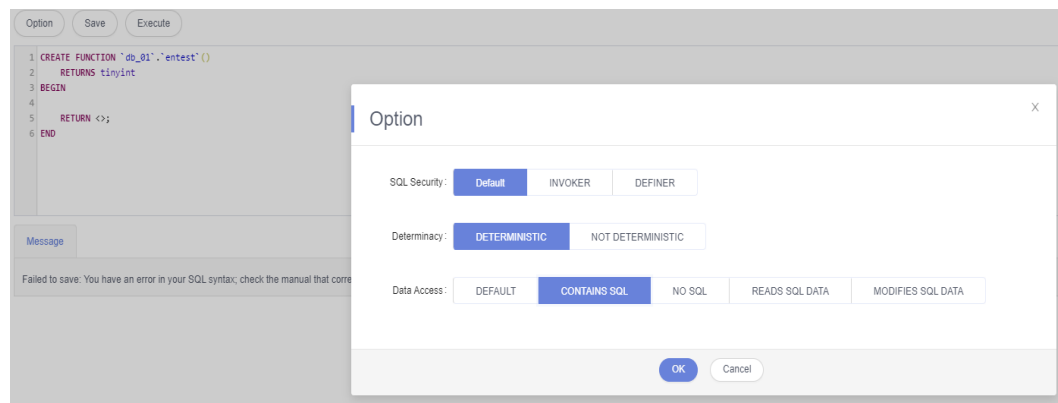 Option Save Execute
1 CREATE FUNCTION `db_01`.`entest`()
2 RETURNS tinyint
3 BEGIN
4
5 RETURN <>;
6 END
Message
Failed to save: You have an error in your SQL syntax; check the manual that corre
Option X
SQL Security: Default INVOKER DEFINER
Determinacy: DETERMINISTIC NOT DETERMINISTIC
Data Access: DEFAULT CONTAINS SQL NO SQL READS SQL DATA MODIFIES SQL DATA
OK Cancel